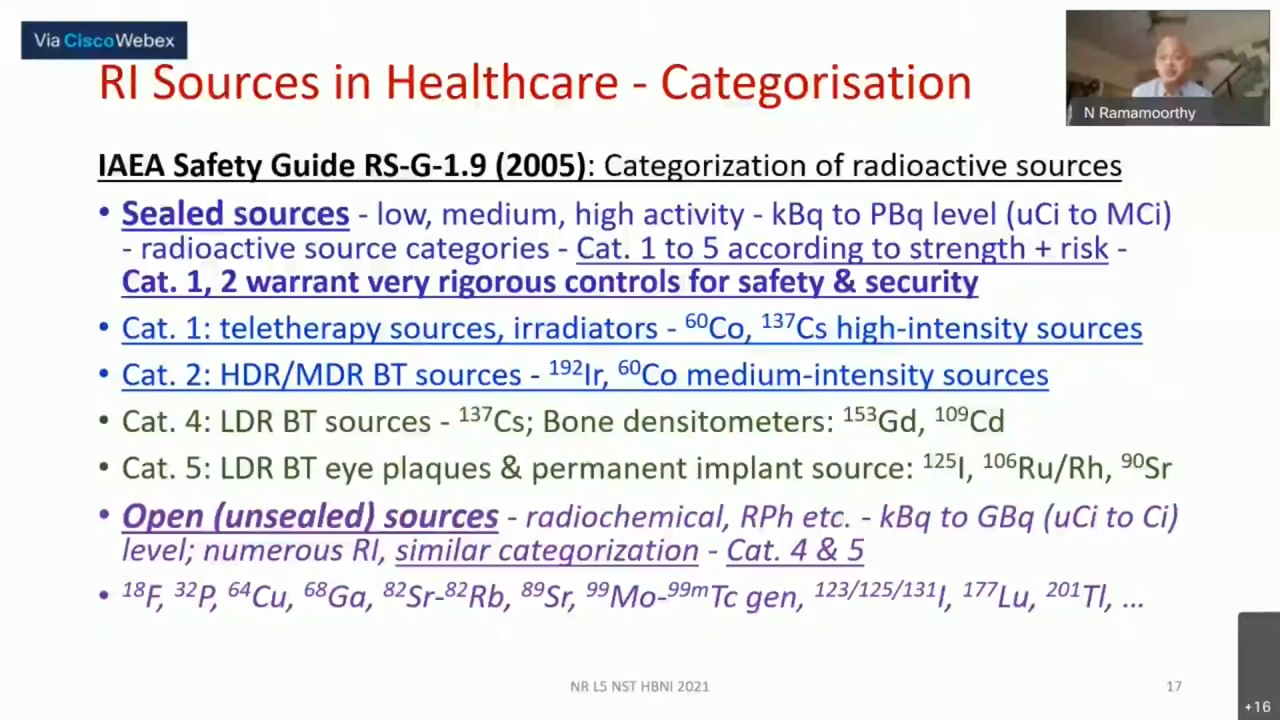 Via CiscoWebex
RI Sources in Healthcare - Categorisation
N Ramamoorthy
IAEA Safety Guide RS-G-1.9 (2005): Categorization of radioactive sources
• Sealed sources - low, medium, high activity - kBq to PBq level (uCi to MCi)
- radioactive source categories - Cat. 1 to 5 according to strength + risk -
Cat. 1, 2 warrant very rigorous controls for safety & security
• Cat. 1: teletherapy sources, irradiators - ⁶⁰Co, ¹³⁷Cs high-intensity sources
• Cat. 2: HDR/MDR BT sources - ¹⁹²Ir, ⁶⁰Co medium-intensity sources
• Cat. 4: LDR BT sources - ¹³⁷Cs; Bone densitometers: ¹⁵³Gd, ¹⁰⁹Cd
• Cat. 5: LDR BT eye plaques & permanent implant source: ¹²⁵I, ¹⁰⁶Ru/Rh, ⁹⁰Sr
• Open (unsealed) sources - radiochemical, RPh etc. - kBq to GBq (uCi to Ci)
level; numerous RI, similar categorization - Cat. 4 & 5
• ¹⁸F, ³²P, ⁶⁴Cu, ⁶⁸Ga, ⁸²Sr-⁸²Rb, ⁸⁹Sr, ⁹⁹Mo-⁹⁹ᵐTc gen, ¹²³/¹²⁵/¹³¹I, ¹⁷⁷Lu, ²⁰¹Tl, …
NR L5 NST HBNI 2021
17
+16